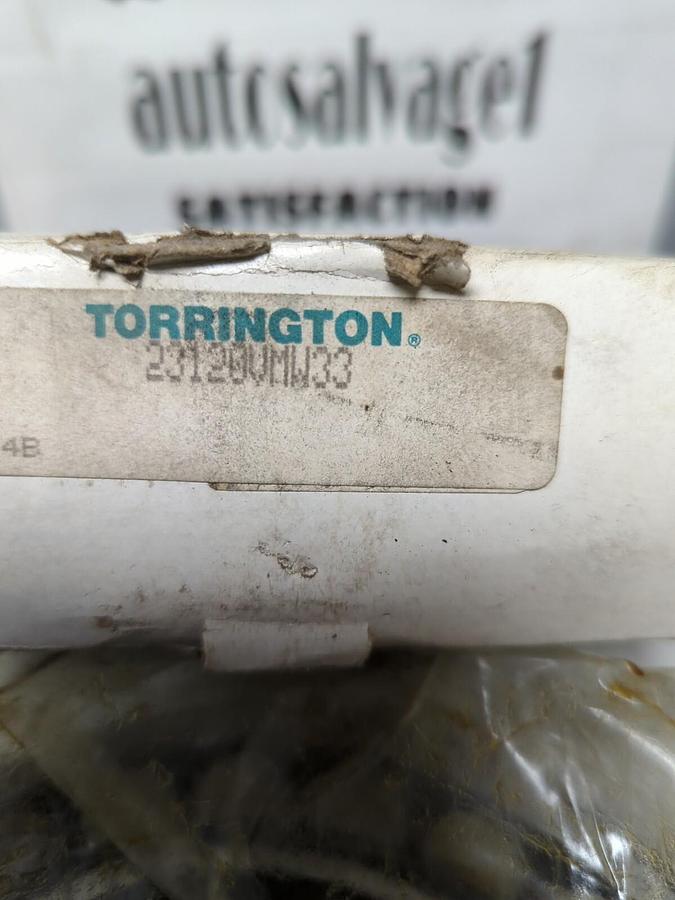 autosalvage1
SATISFACTION
TORRINGTON®
23120VMW33
4B